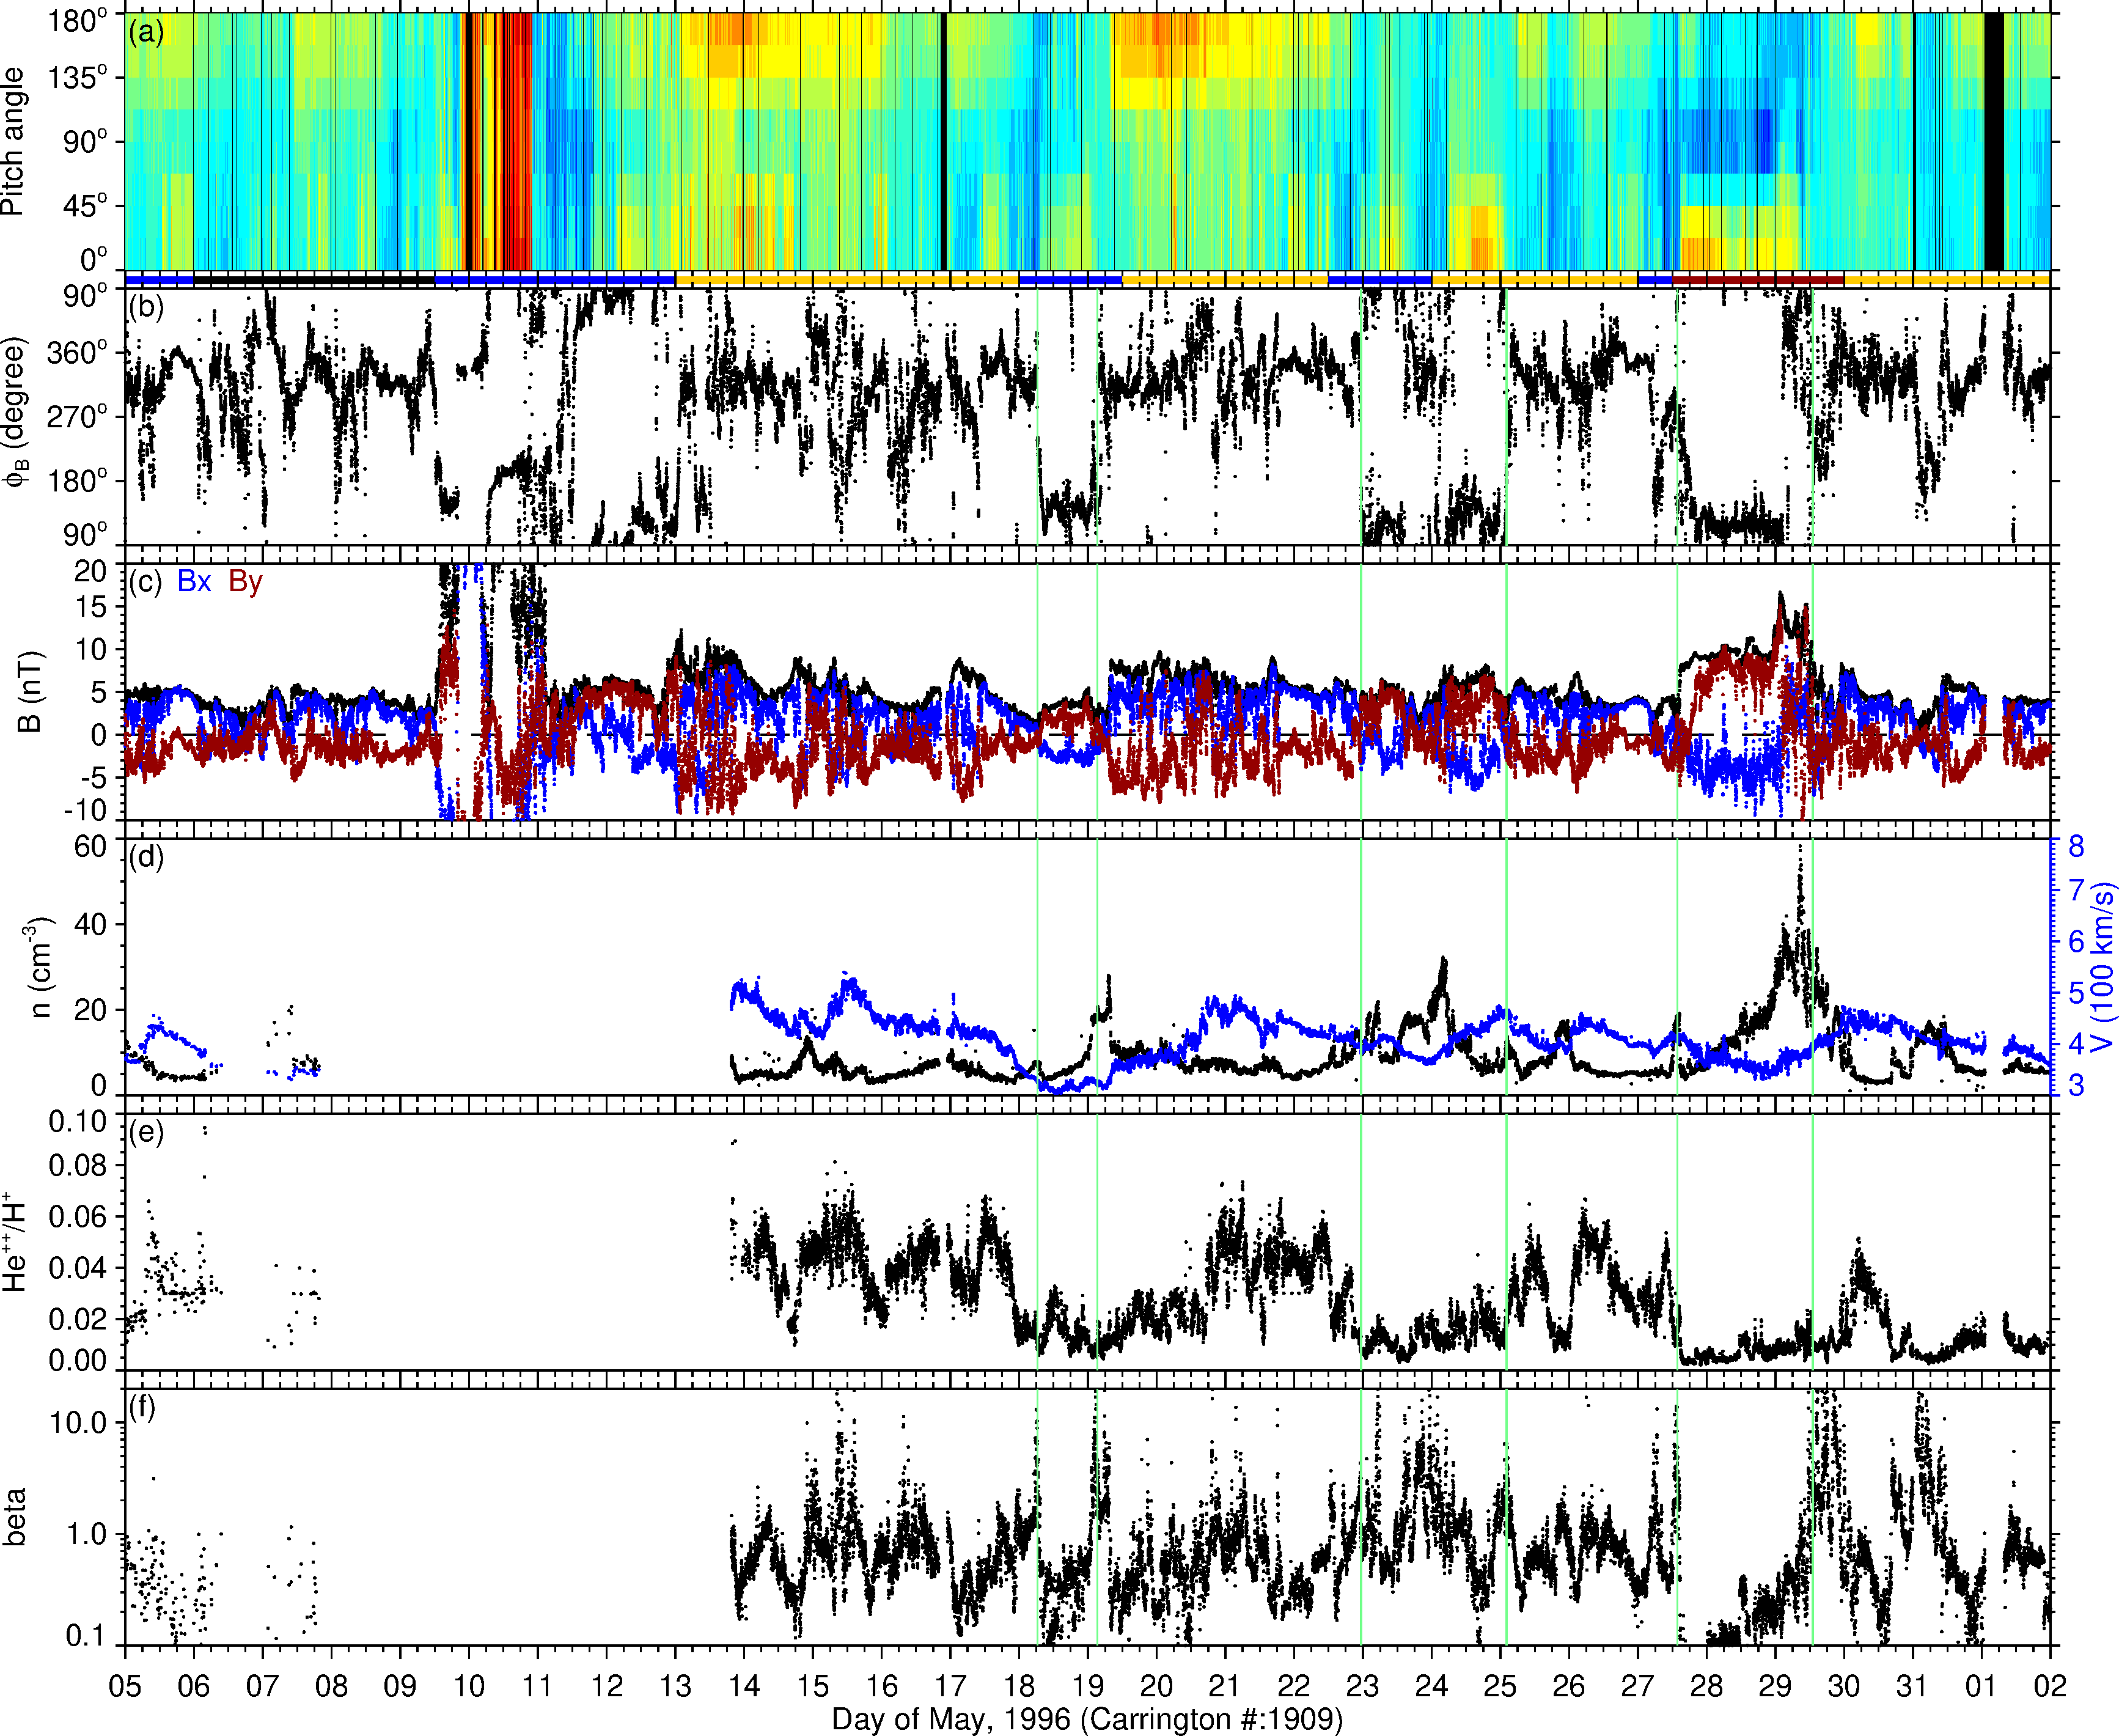 (a)
180°
135°
90°
45°
0°
Pitch angle
(b)
90°
360°
270°
180°
90°
ϕB (degree)
(c) Bx By
20
15
10
5
0
-5
-10
B (nT)
(d)
60
40
20
0
n (cm-3)
8
7
6
5
4
3
V (100 km/s)
(e)
0.10
0.08
0.06
0.04
0.02
0.00
He++/H+
(f)
10.0
1.0
0.1
beta
05 06 07 08 09 10 11 12 13 14 15 16 17 18 19 20 21 22 23 24 25 26 27 28 29 30 31 01 02
Day of May, 1996 (Carrington #:1909)